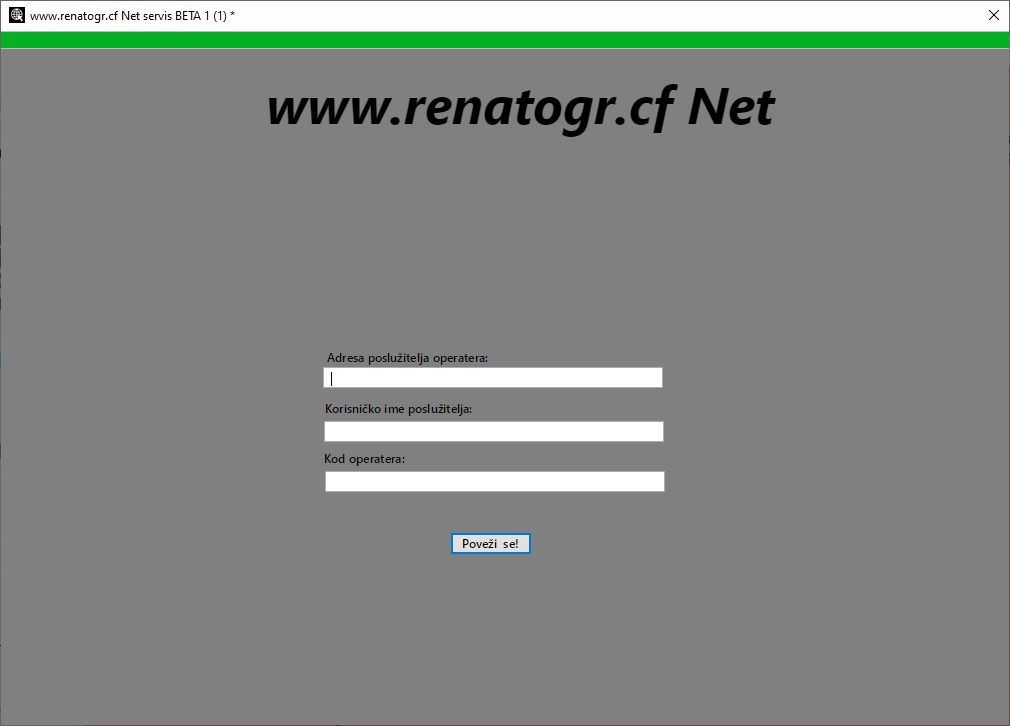 www.renatogr.cf Net servis BETA 1 (1) *
www.renatogr.cf Net
Adresa poslužitelja operatera:
Korisničko ime poslužitelja:
Kod operatera:
Poveži se!